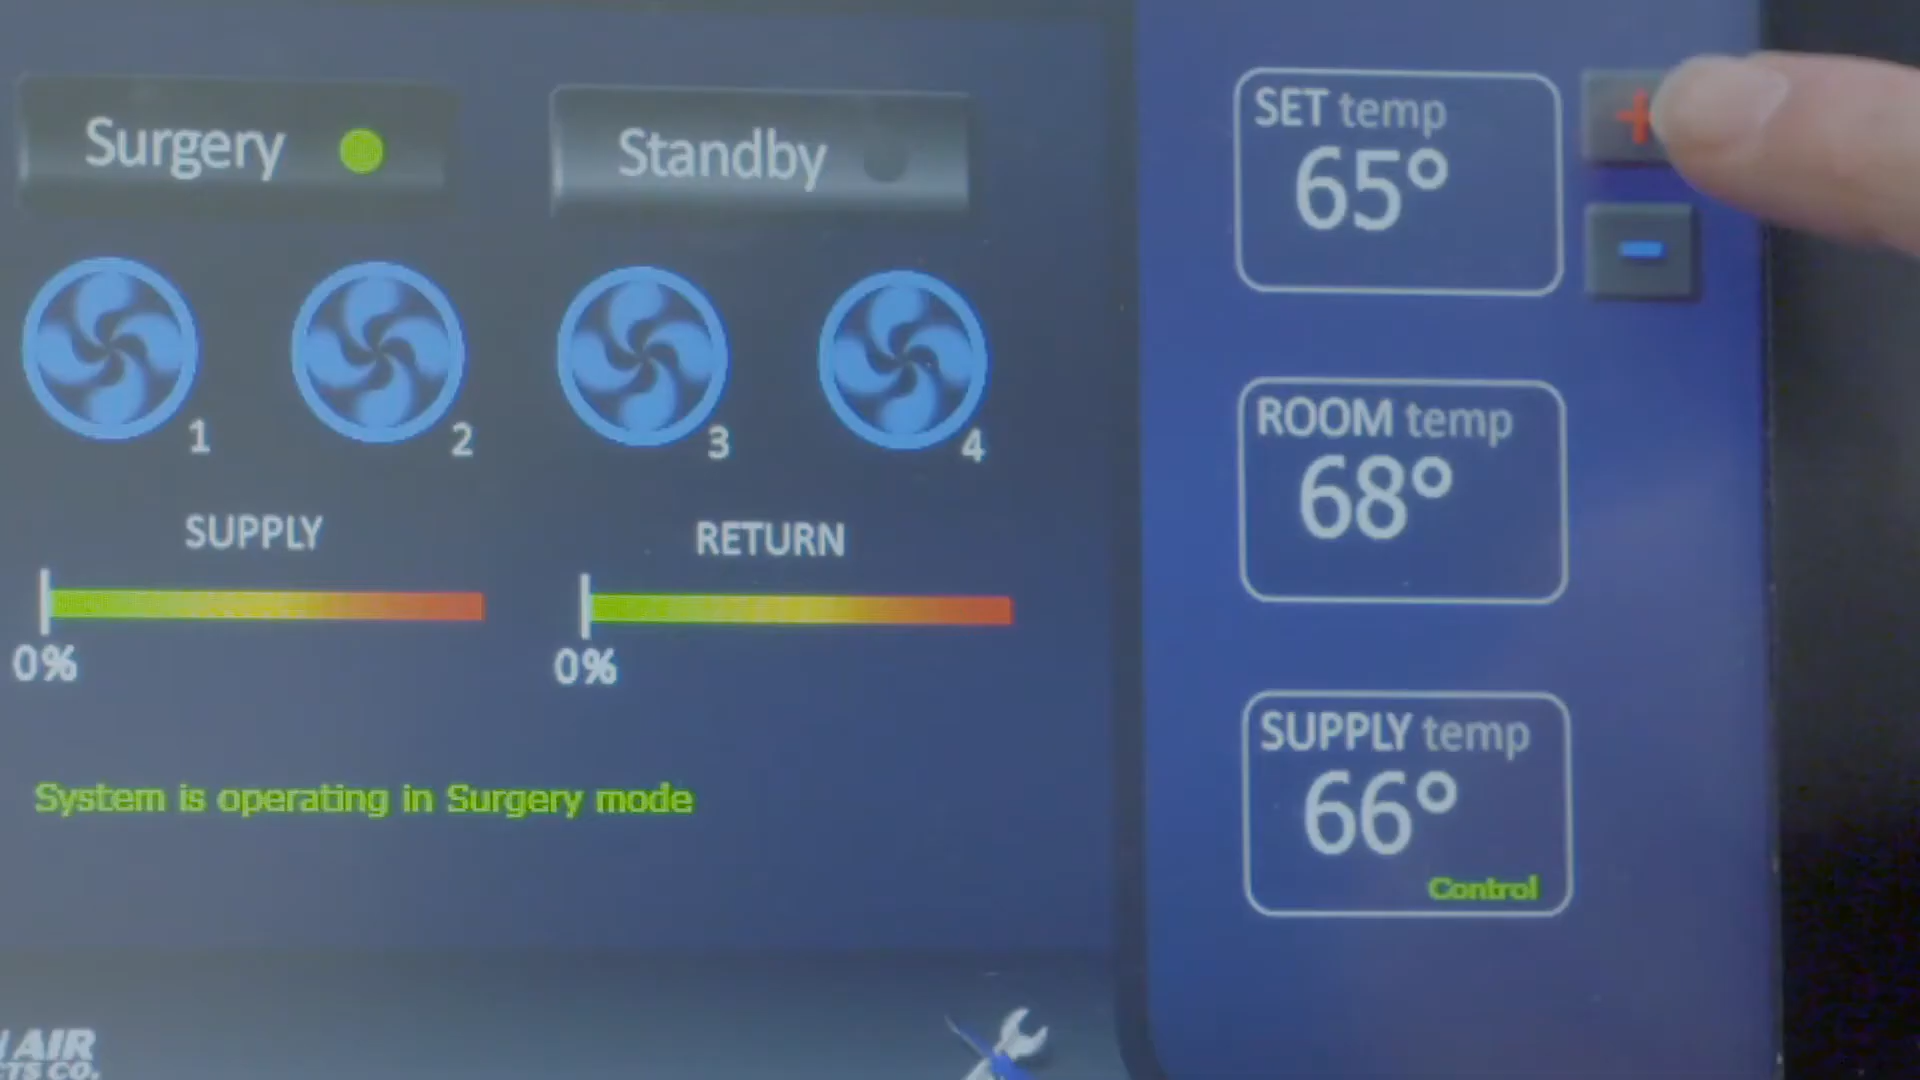 Surgery
Standby
1
2
3
4
SUPPLY
RETURN
0%
0%
System is operating in Surgery mode
AIR
CO.
SET temp
65°
+
-
ROOM temp
68°
SUPPLY temp
66°
Control